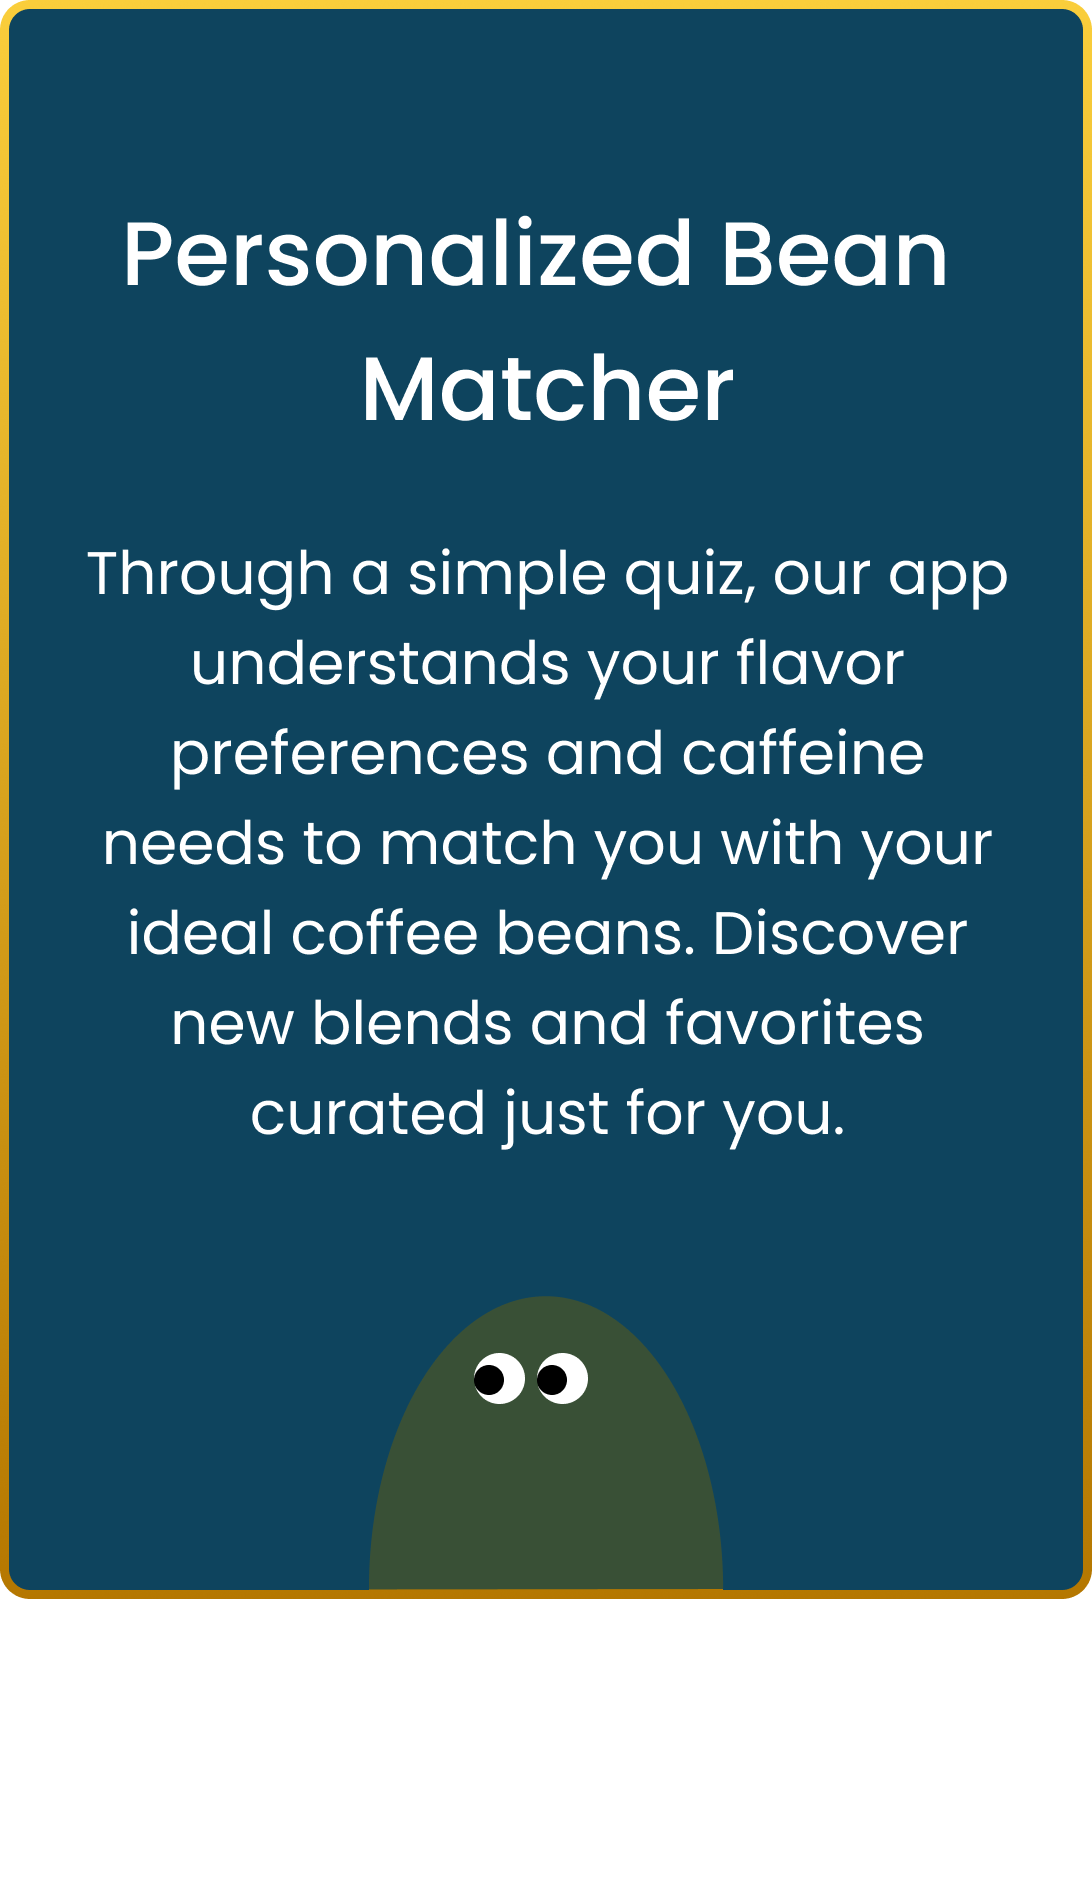 Personalized Bean
Matcher
Through a simple quiz, our app
understands your flavor
preferences and caffeine
needs to match you with your
ideal coffee beans. Discover
new blends and favorites
curated just for you.